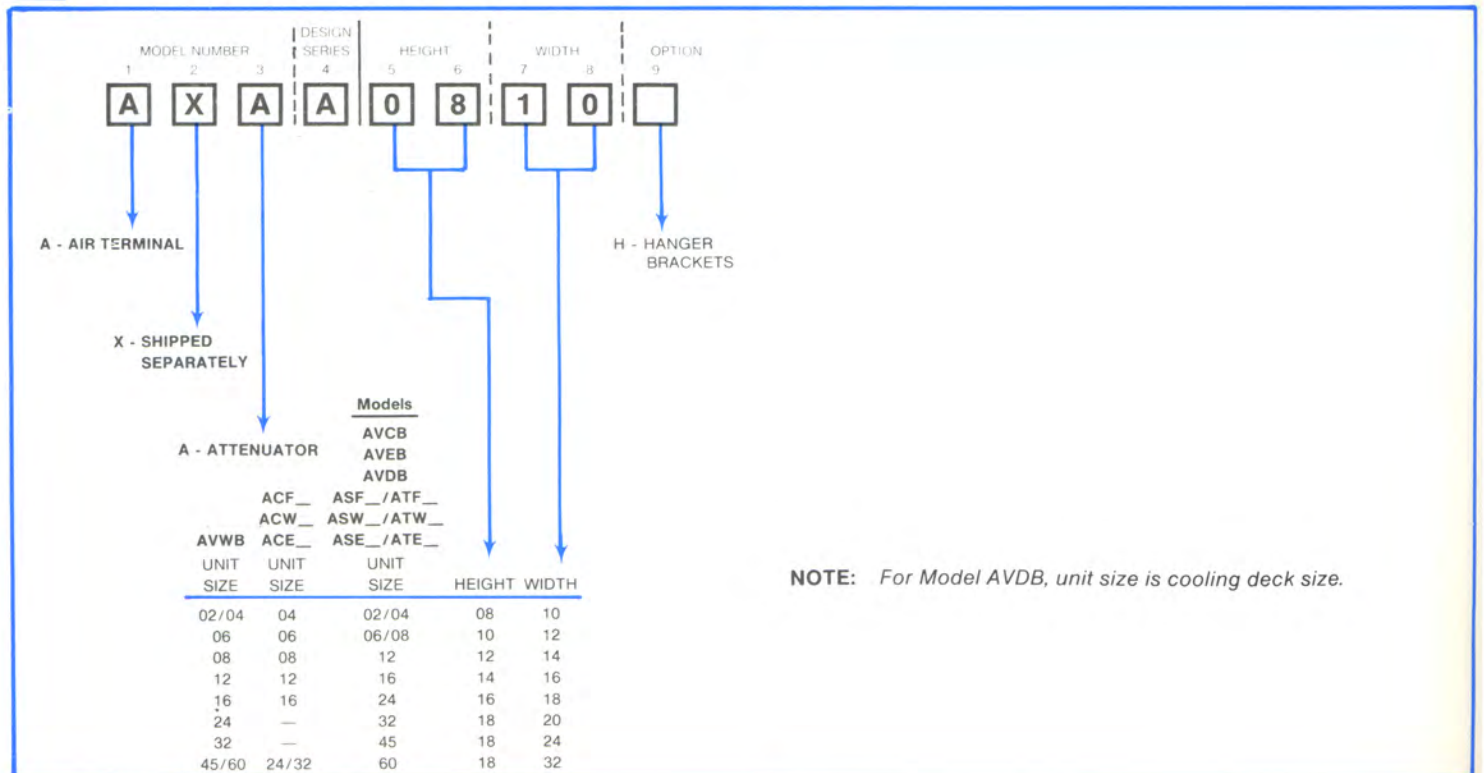 DESIGN
MODEL NUMBER SERIES HEIGHT WIDTH OPTION
1 2 3 4 5 6 7 8 9
A X A A 0 8 1 0
A - AIR TERMINAL
H - HANGER
BRACKETS
X - SHIPPED
SEPARATELY
A - ATTENUATOR
Models
AVCB
AVEB
AVDB
ACF_ ASF_/ATF_
ACW_ ASW_/ATW_
AVWB ACE_ ASE_/ATE_
UNIT UNIT UNIT
SIZE SIZE SIZE HEIGHT WIDTH
02/04 04 02/04 08 10
06 06 06/08 10 12
08 08 12 12 14
12 12 16 14 16
16 16 24 16 18
24 — 32 18 20
32 — 45 18 24
45/60 24/32 60 18 32
NOTE: For Model AVDB, unit size is cooling deck size.